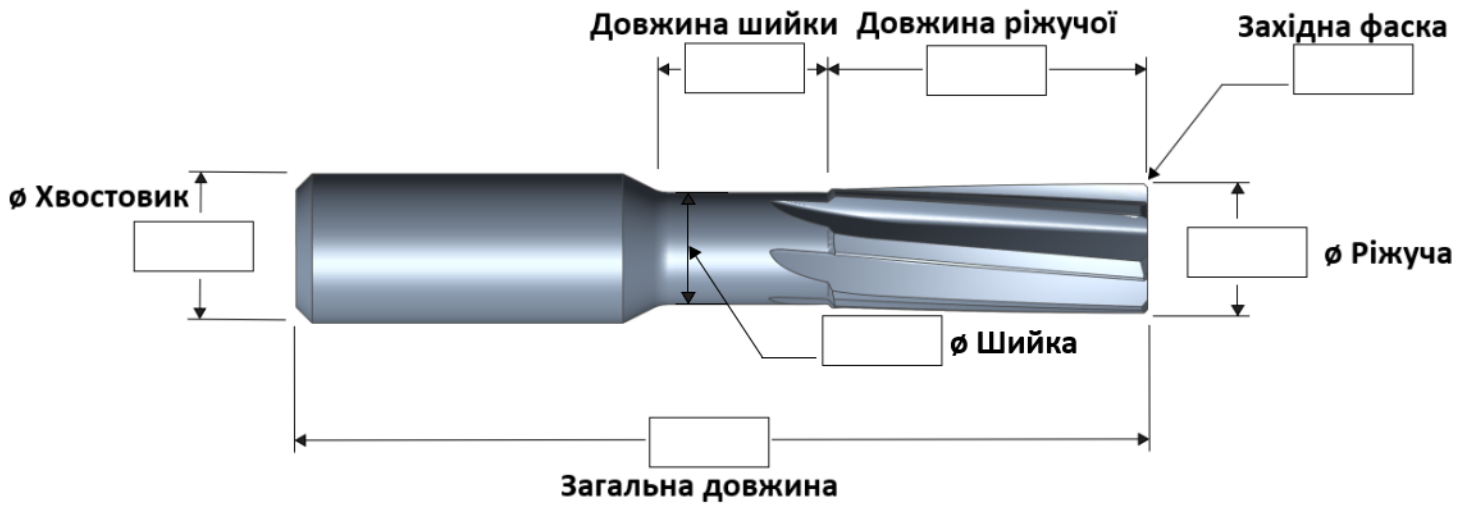 Довжина шийки
Довжина ріжучої
Західна фаска
ø Хвостовик
ø Ріжуча
ø Шийка
Загальна довжина